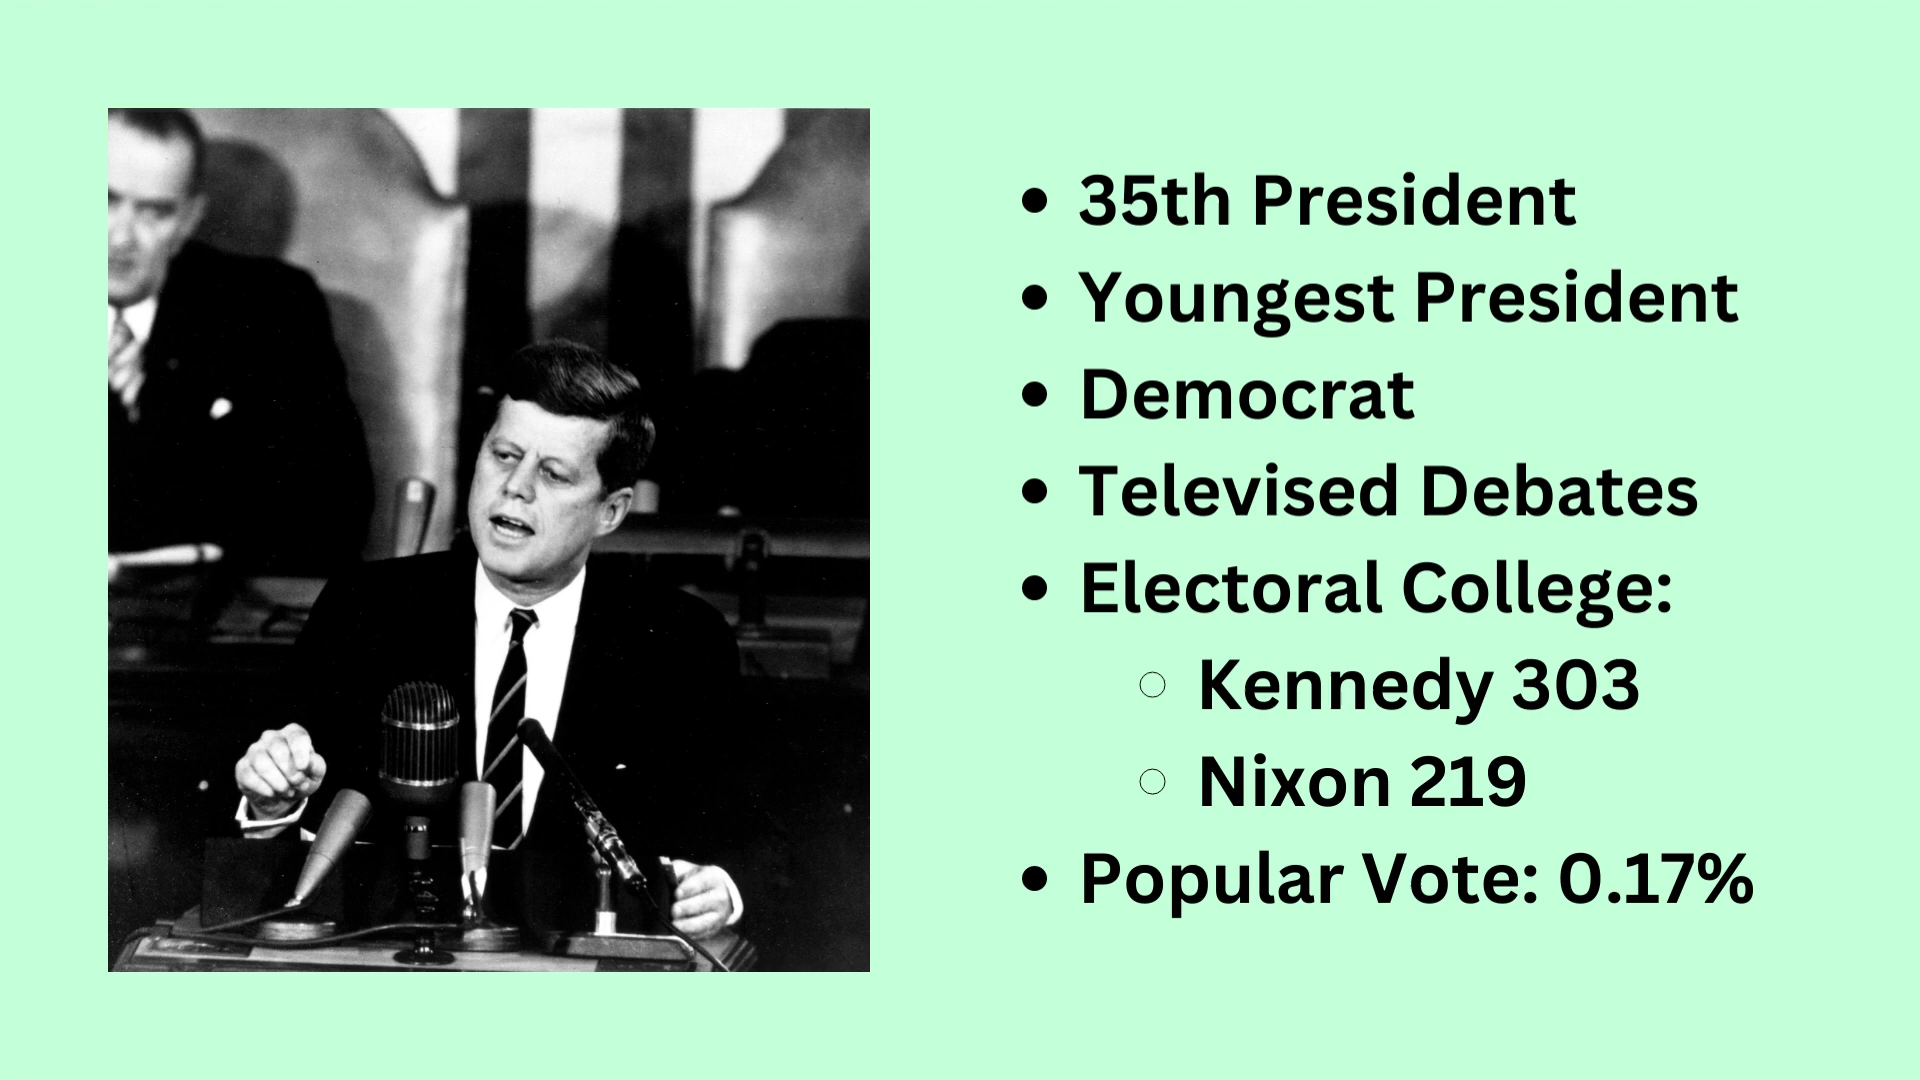 35th President
Youngest President
Democrat
Televised Debates
Electoral College:
Kennedy 303
Nixon 219
Popular Vote: 0.17%